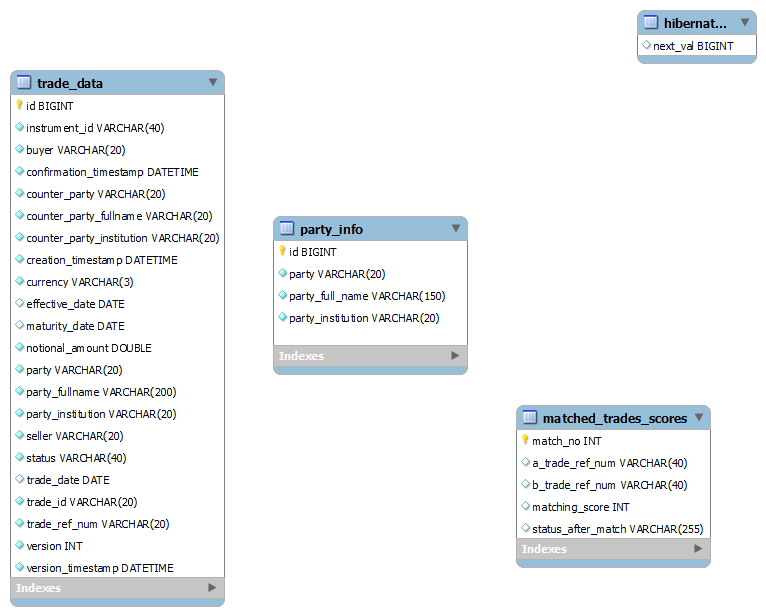 hibernat...
next_val BIGINT
trade_data
id BIGINT
instrument_id VARCHAR(40)
buyer VARCHAR(20)
confirmation_timestamp DATETIME
counter_party VARCHAR(20)
counter_party_fullname VARCHAR(20)
counter_party_institution VARCHAR(20)
creation_timestamp DATETIME
currency VARCHAR(3)
effective_date DATE
maturity_date DATE
notional_amount DOUBLE
party VARCHAR(20)
party_fullname VARCHAR(200)
party_institution VARCHAR(20)
seller VARCHAR(20)
status VARCHAR(40)
trade_date DATE
trade_id VARCHAR(20)
trade_ref_num VARCHAR(20)
version INT
version_timestamp DATETIME
Indexes
party_info
id BIGINT
party VARCHAR(20)
party_full_name VARCHAR(150)
party_institution VARCHAR(20)
Indexes
matched_trades_scores
match_no INT
a_trade_ref_num VARCHAR(40)
b_trade_ref_num VARCHAR(40)
matching_score INT
status_after_match VARCHAR(255)
Indexes